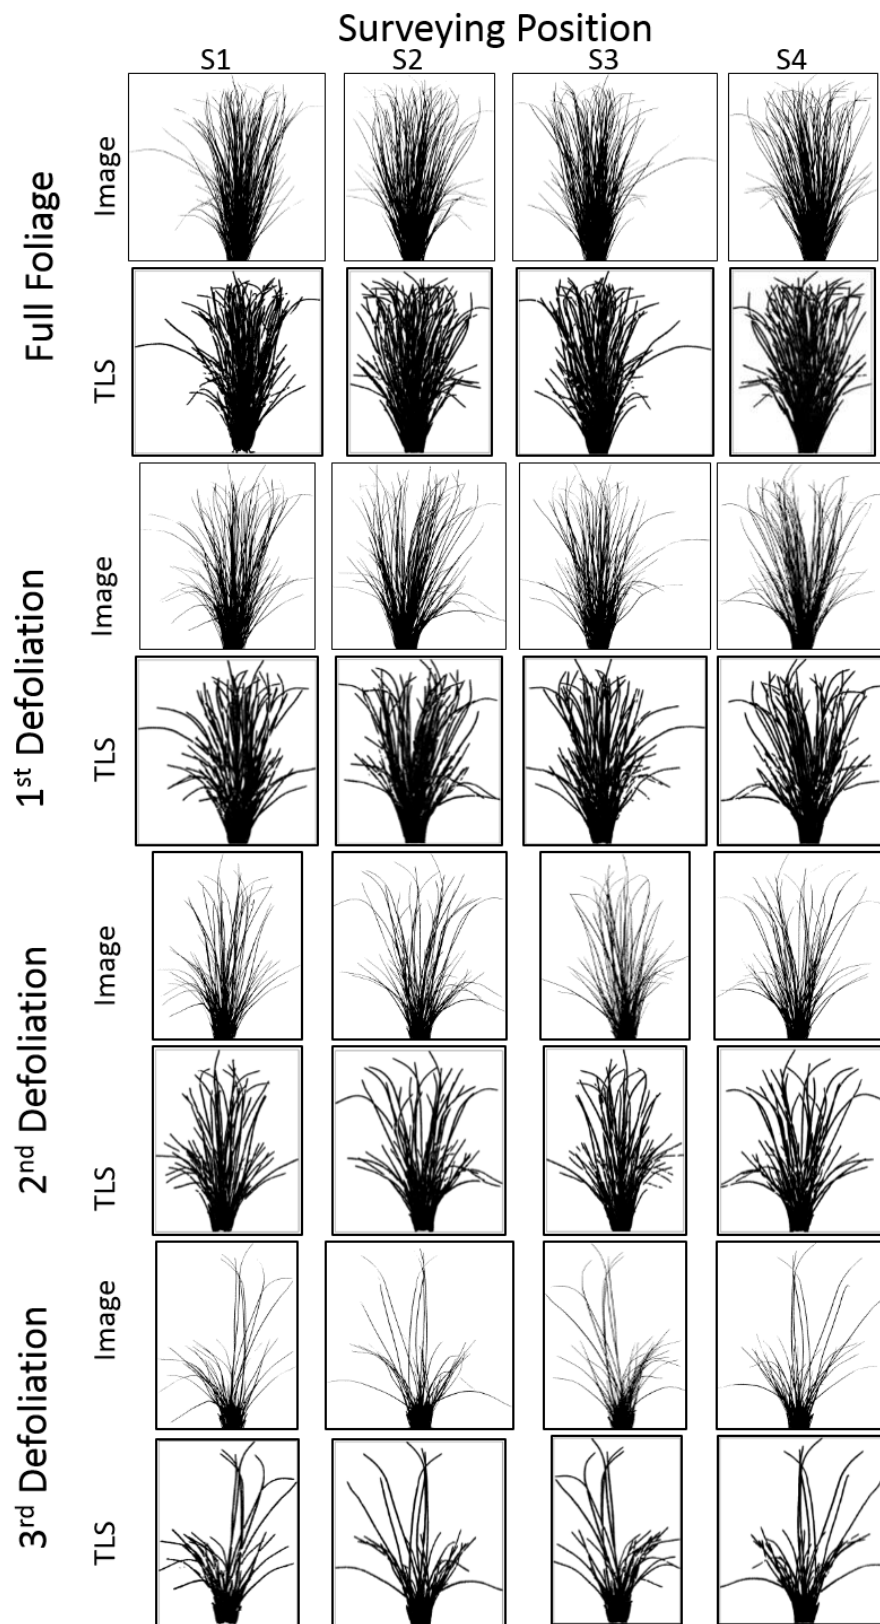 Surveying Position
S1 S2 S3 S4
Full Foliage
Image
TLS
1st Defoliation
Image
TLS
2nd Defoliation
Image
TLS
3rd Defoliation
Image
TLS